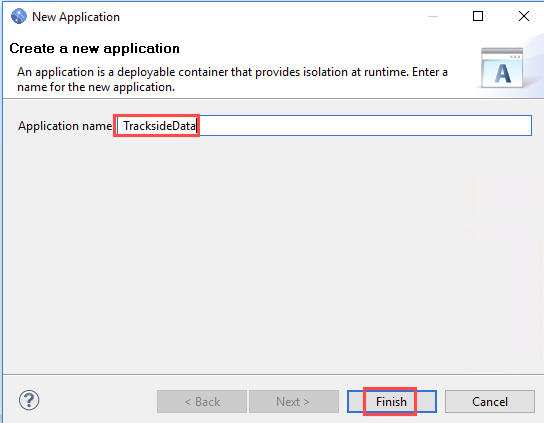 New Application
Create a new application
An application is a deployable container that provides isolation at runtime. Enter a
name for the new application.
A
Application name TracksideData
?
< Back Next > Finish Cancel